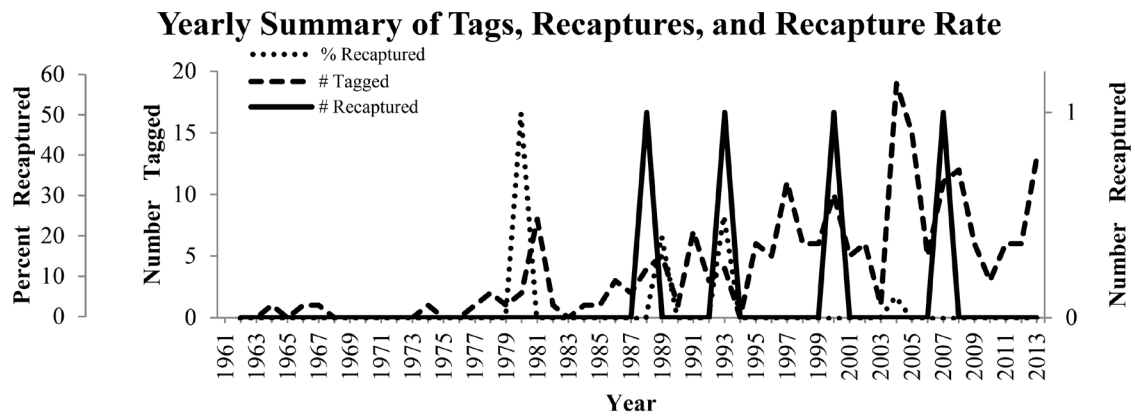 Yearly Summary of Tags, Recaptures, and Recapture Rate
% Recaptured
# Tagged
# Recaptured
Percent Recaptured
60
50
40
30
20
10
0
Number Tagged
20
15
10
5
0
1
0
Number Recaptured
1961 1963 1965 1967 1969 1971 1973 1975 1977 1979 1981 1983 1985 1987 1989 1991 1993 1995 1997 1999 2001 2003 2005 2007 2009 2011 2013
Year